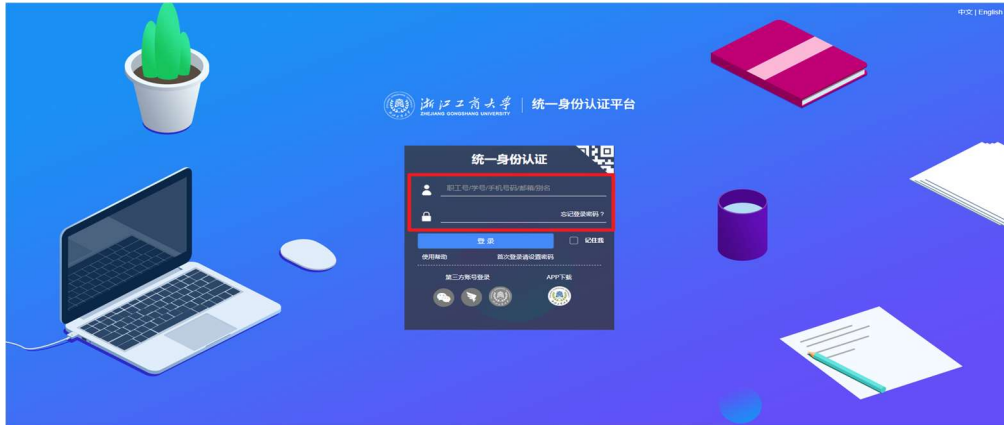 中文 | English
浙江工商大学 | 统一身份认证平台
ZHEJIANG GONGSHANG UNIVERSITY
统一身份认证
职工号/学号/手机号码/邮箱/别名
忘记登录密码？
登录
记住我
使用帮助 首次登录请设置密码
第三方账号登录 APP下载